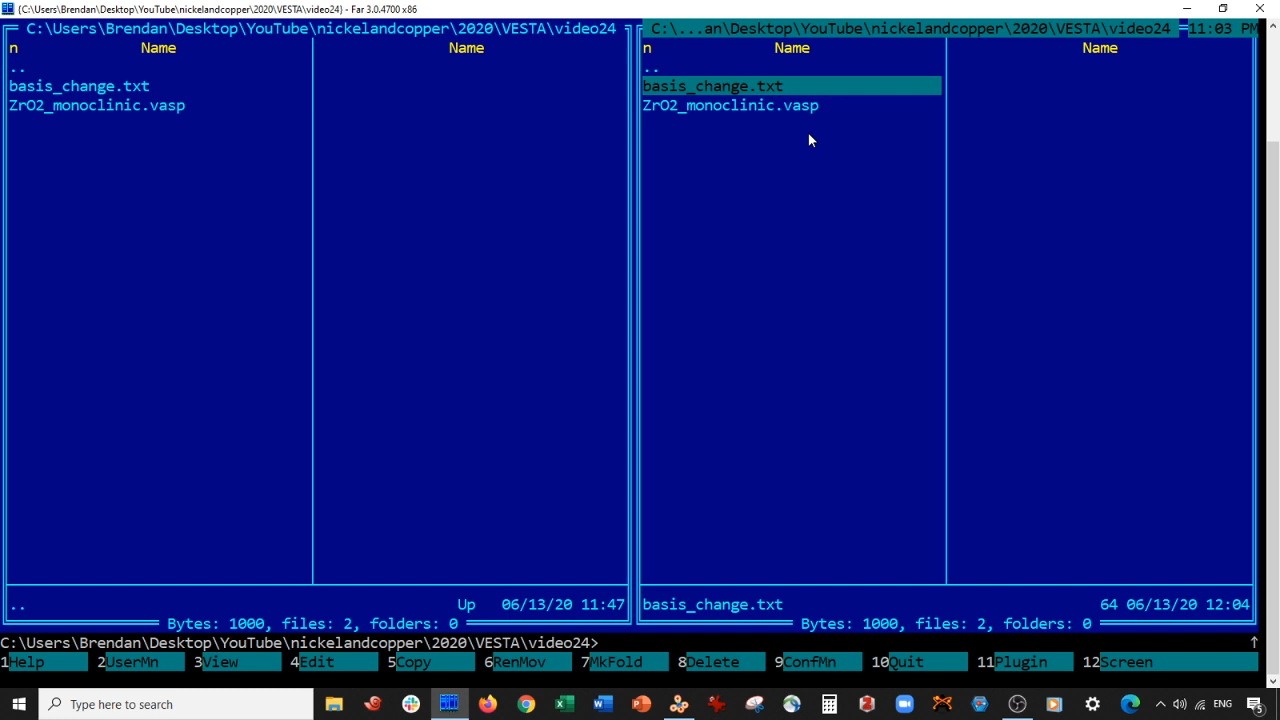 {C:\Users\Brendan\Desktop\YouTube\nickelandcopper\2020\VESTA\video24} - Far 3.0.4700 x86
C:\Users\Brendan\Desktop\YouTube\nickelandcopper\2020\VESTA\video24
C:\...an\Desktop\YouTube\nickelandcopper\2020\VESTA\video24 11:03 PM
n Name Name
n Name Name
..
..
basis_change.txt
basis_change.txt
ZrO2_monoclinic.vasp
ZrO2_monoclinic.vasp
.. Up 06/13/20 11:47
basis_change.txt 64 06/13/20 12:04
Bytes: 1000, files: 2, folders: 0
Bytes: 1000, files: 2, folders: 0
C:\Users\Brendan\Desktop\YouTube\nickelandcopper\2020\VESTA\video24>
1Help 2UserMn 3View 4Edit 5Copy 6RenMov 7MkFold 8Delete 9ConfMn 10Quit 11Plugin 12Screen
Type here to search
ENG
5